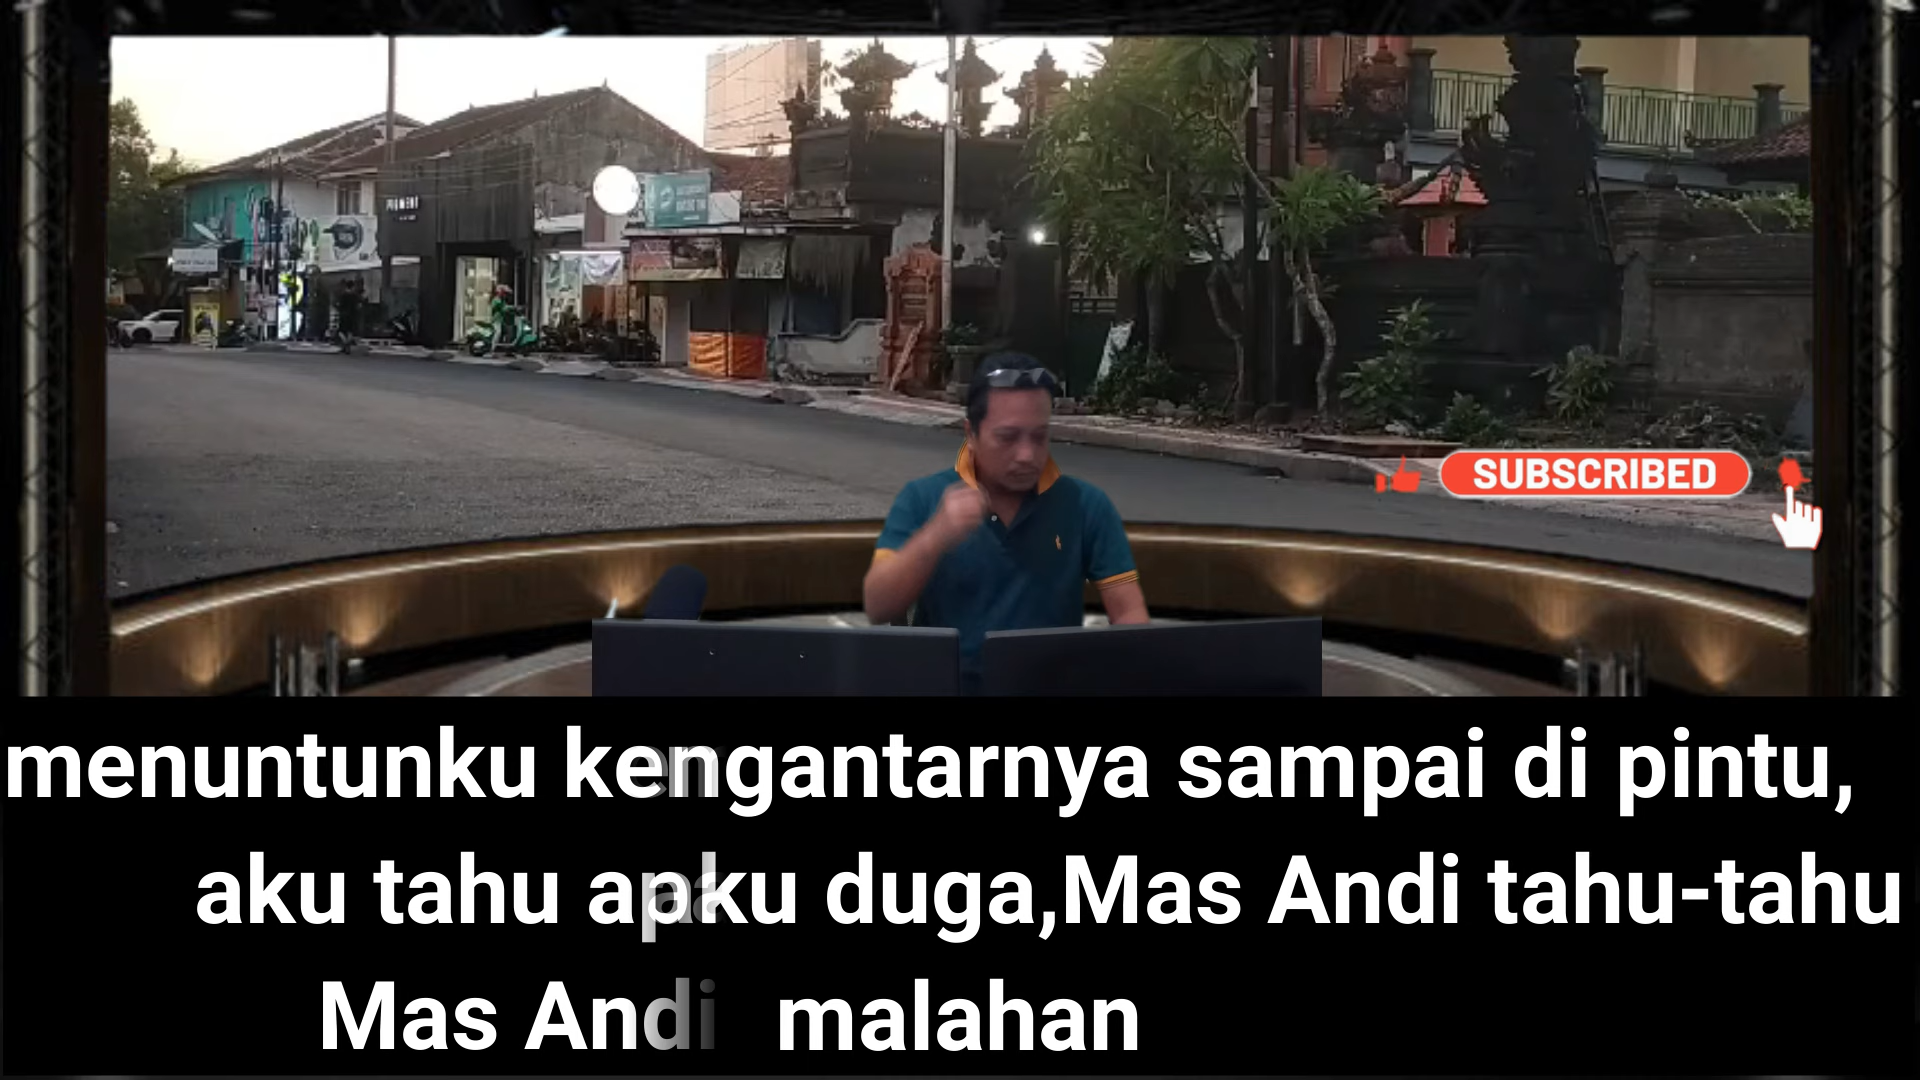 SUBSCRIBED
menuntunku kengantarnya sampai di pintu,
aku tahu apku duga,Mas Andi tahu-tahu
Mas Andi malahan